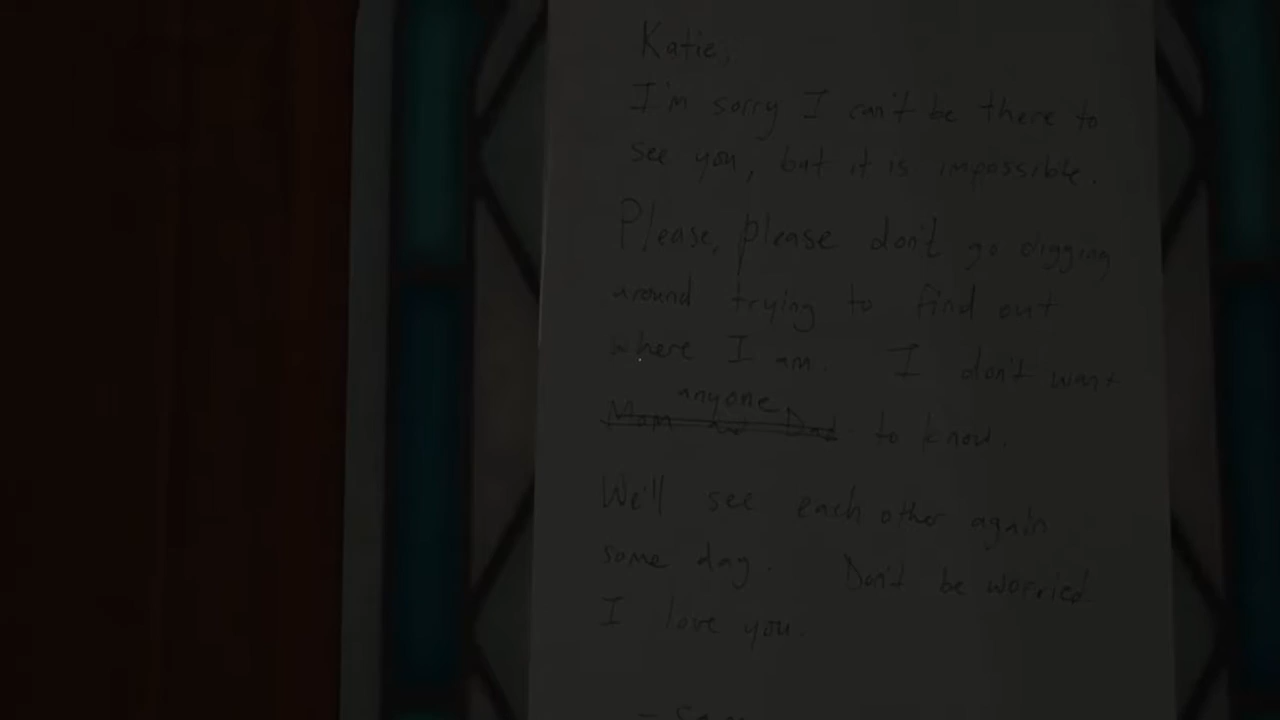 Katie,
I'm sorry I can't be there to
see you, but it is impossible.
Please, please don't go digging
around trying to find out
where I am. I don't want
anyone
Mom Dad to know.
We'll see each other again
some day. Don't be worried
I love you.